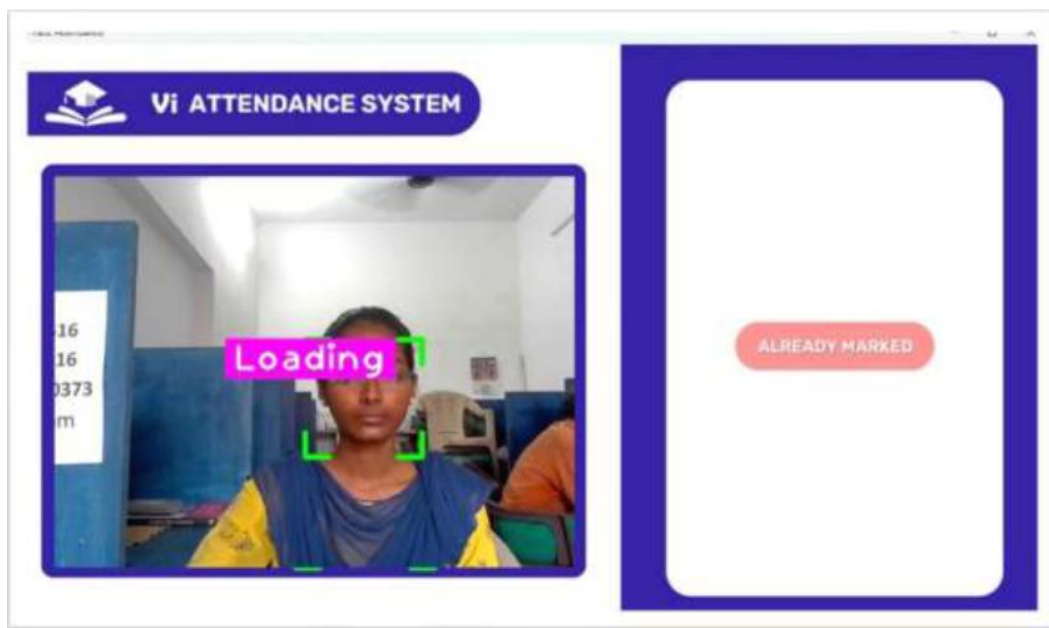 Vi ATTENDANCE SYSTEM
Loading
16
16
0373
m
ALREADY MARKED